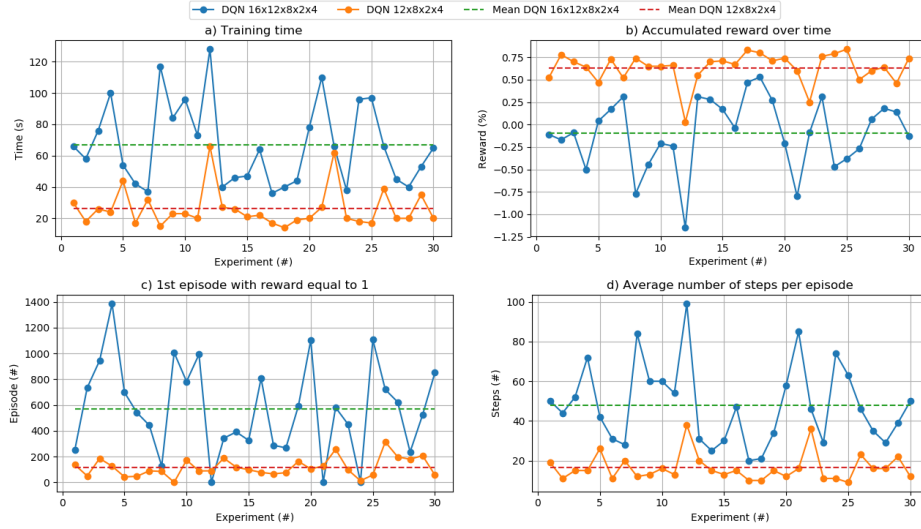 DQN 16x12x8x2x4 DQN 12x8x2x4 Mean DQN 16x12x8x2x4 Mean DQN 12x8x2x4
a) Training time
120
100
80
60
40
20
Time (s)
0 5 10 15 20 25 30
Experiment (#)
b) Accumulated reward over time
0.75
0.50
0.25
0.00
−0.25
−0.50
−0.75
−1.00
−1.25
Reward (%)
0 5 10 15 20 25 30
Experiment (#)
c) 1st episode with reward equal to 1
1400
1200
1000
800
600
400
200
0
Episode (#)
0 5 10 15 20 25 30
Experiment (#)
d) Average number of steps per episode
100
80
60
40
20
Steps (#)
0 5 10 15 20 25 30
Experiment (#)